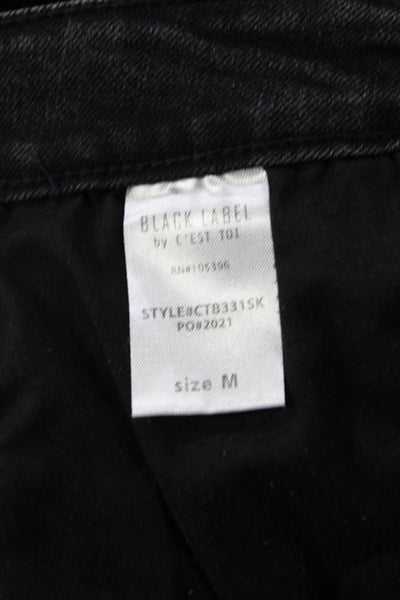 BLACK LABEL
by C'EST TOI
RN#105396
STYLE#CTB331SK
PO#2021
size M